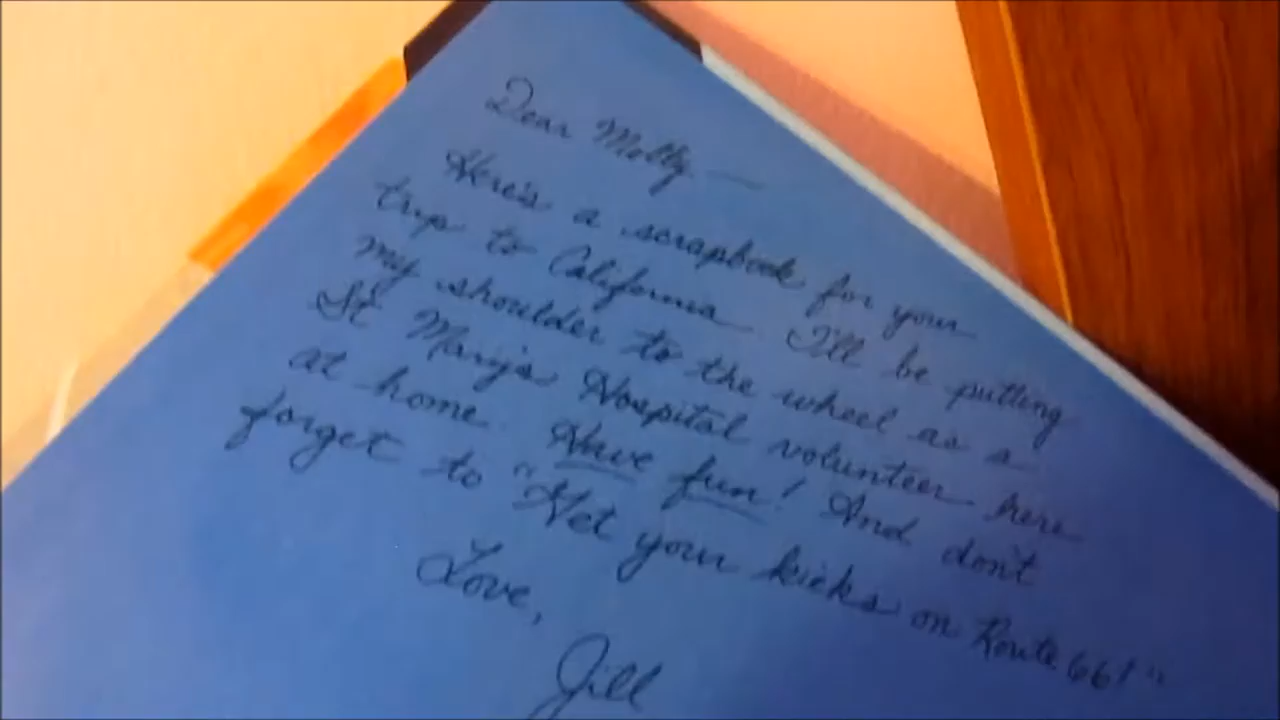 Dear Molly —
Here's a scrapbook for your
trip to California. I'll be putting
my shoulder to the wheel as a
St. Mary's Hospital volunteer here
at home. Have fun! And don't
forget to "Get your kicks on Route 66!"
Love,
Jill